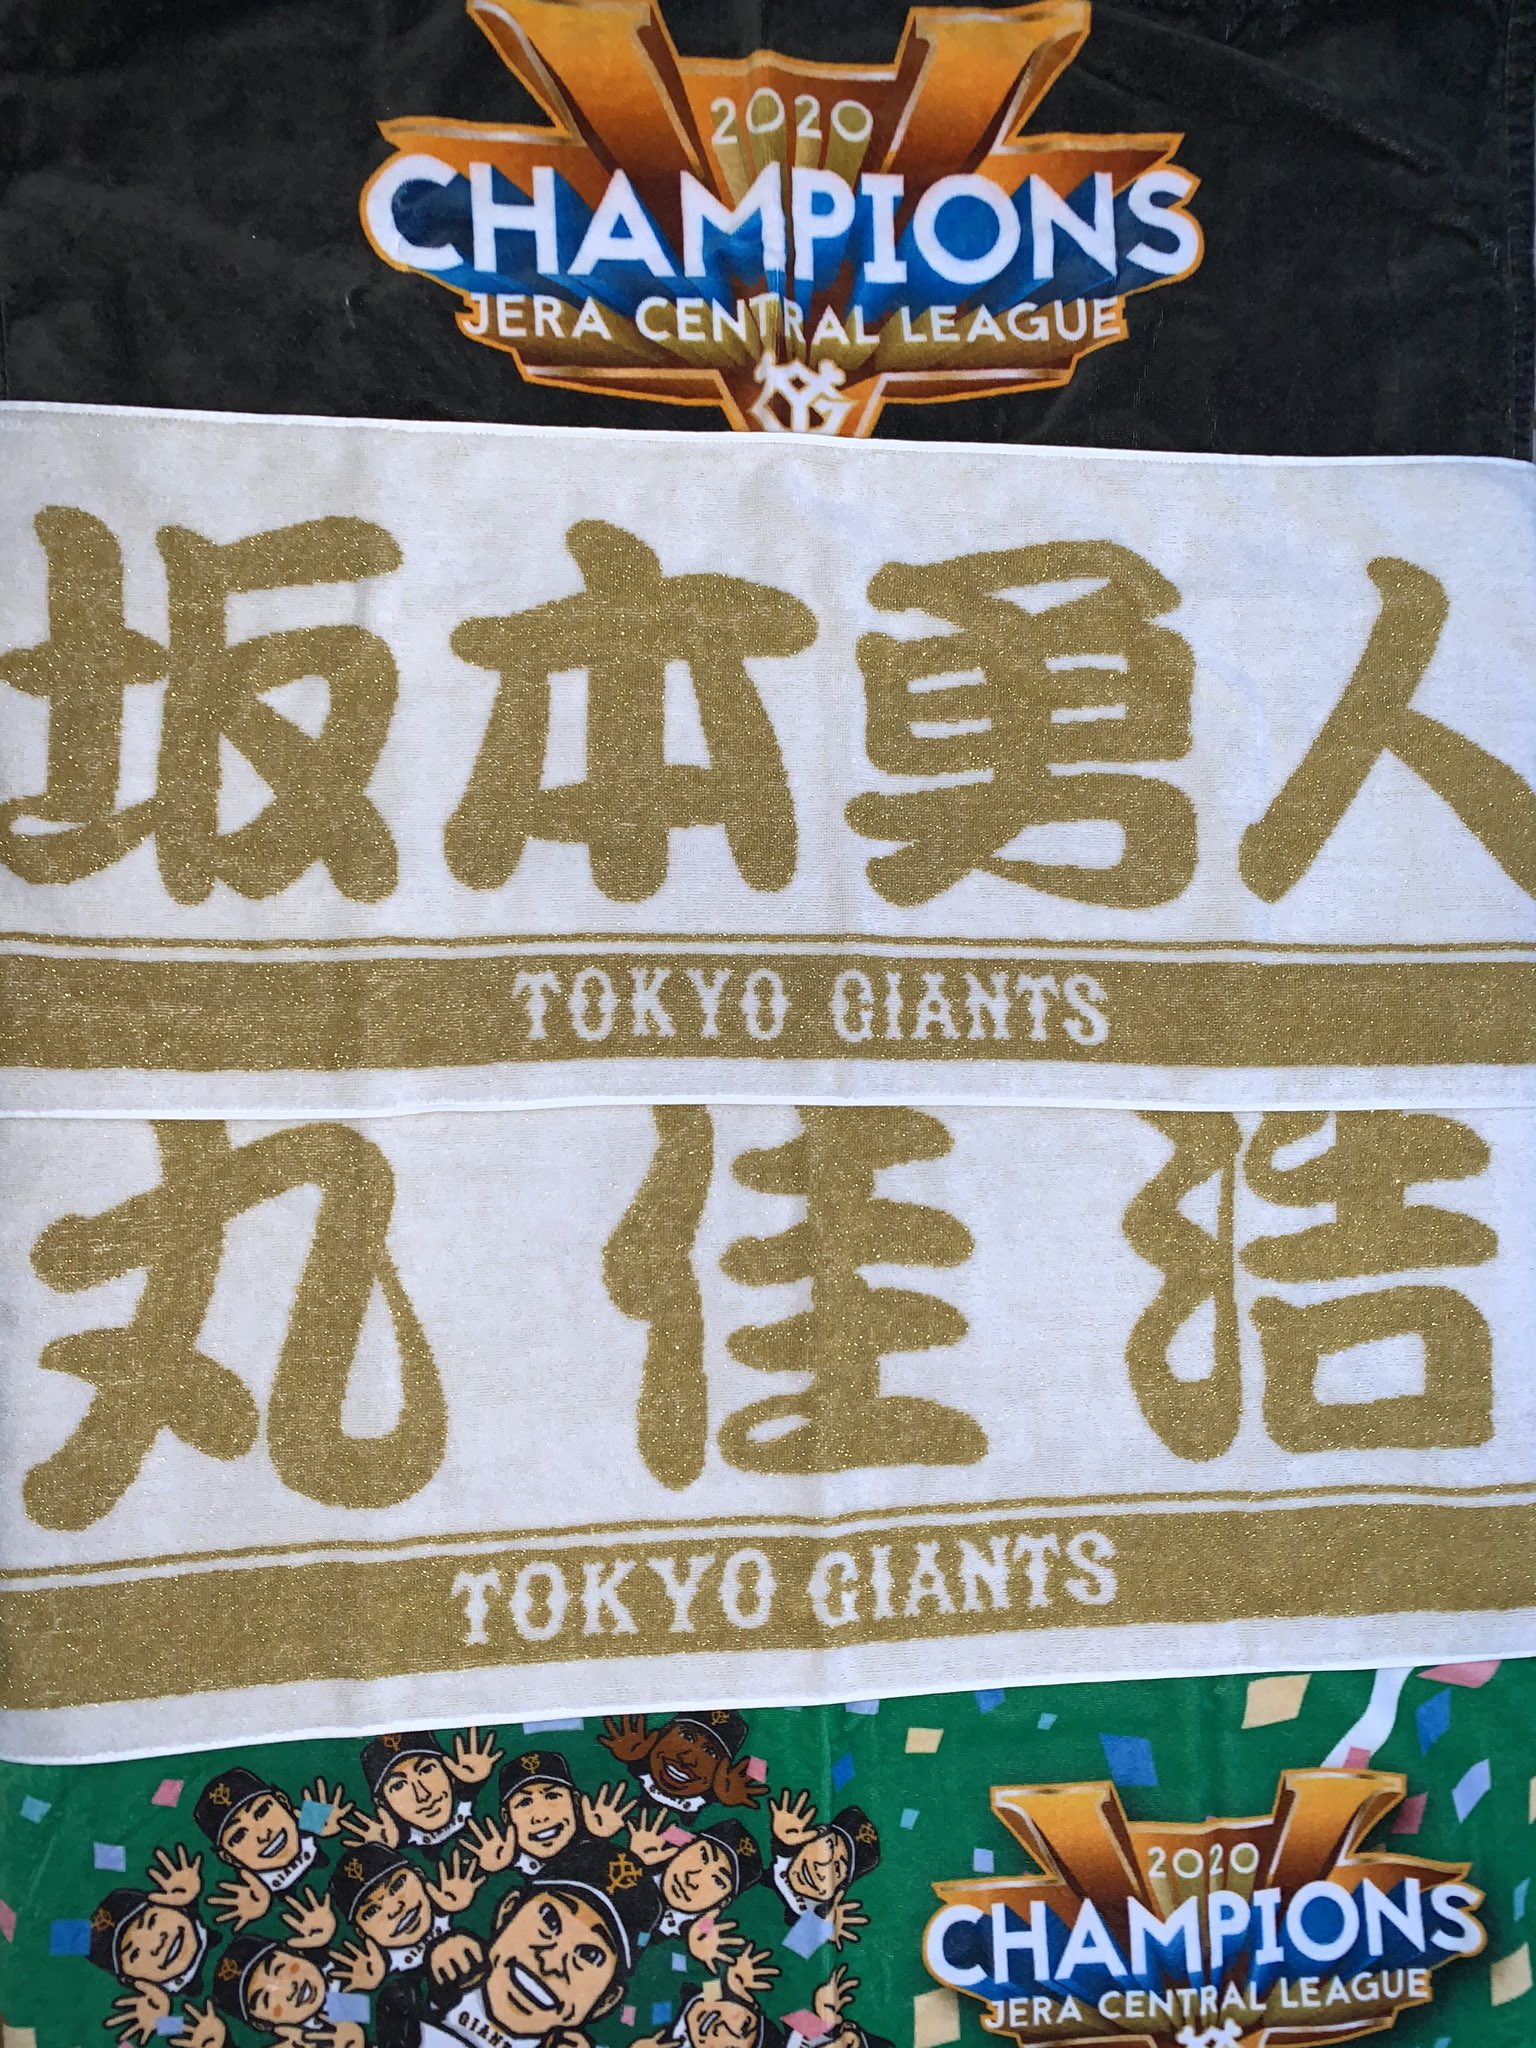 2020
CHAMPIONS
JERA CENTRAL LEAGUE
坂本勇人
TOKYO GIANTS
丸佳浩
TOKYO GIANTS
2020
CHAMPIONS
JERA CENTRAL LEAGUE